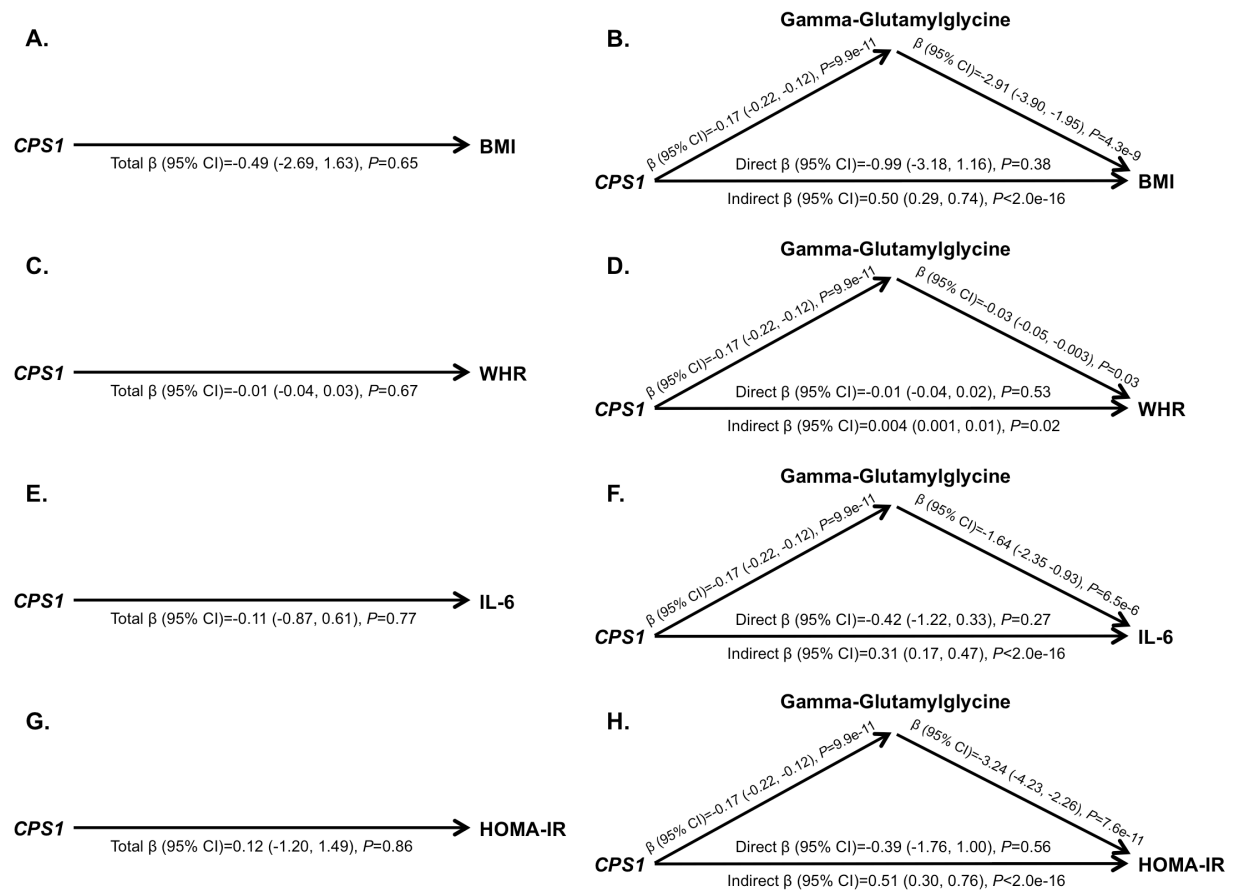 A.
CPS1
BMI
Total β (95% CI)=-0.49 (-2.69, 1.63), P=0.65
B.
Gamma-Glutamylglycine
β (95% CI)=-0.17 (-0.22, -0.12), P=9.9e-11
β (95% CI)=-2.91 (-3.90, -1.95), P=4.3e-9
Direct β (95% CI)=-0.99 (-3.18, 1.16), P=0.38
CPS1
BMI
Indirect β (95% CI)=0.50 (0.29, 0.74), P<2.0e-16
C.
CPS1
WHR
Total β (95% CI)=-0.01 (-0.04, 0.03), P=0.67
D.
Gamma-Glutamylglycine
β (95% CI)=-0.17 (-0.22, -0.12), P=9.9e-11
β (95% CI)=-0.03 (-0.05, -0.003), P=0.03
Direct β (95% CI)=-0.01 (-0.04, 0.02), P=0.53
CPS1
WHR
Indirect β (95% CI)=0.004 (0.001, 0.01), P=0.02
E.
CPS1
IL-6
Total β (95% CI)=-0.11 (-0.87, 0.61), P=0.77
F.
Gamma-Glutamylglycine
β (95% CI)=-0.17 (-0.22, -0.12), P=9.9e-11
β (95% CI)=-1.64 (-2.35 -0.93), P=6.5e-6
Direct β (95% CI)=-0.42 (-1.22, 0.33), P=0.27
CPS1
IL-6
Indirect β (95% CI)=0.31 (0.17, 0.47), P<2.0e-16
G.
CPS1
HOMA-IR
Total β (95% CI)=0.12 (-1.20, 1.49), P=0.86
H.
Gamma-Glutamylglycine
β (95% CI)=-0.17 (-0.22, -0.12), P=9.9e-11
β (95% CI)=-3.24 (-4.23, -2.26), P=7.6e-11
Direct β (95% CI)=-0.39 (-1.76, 1.00), P=0.56
CPS1
HOMA-IR
Indirect β (95% CI)=0.51 (0.30, 0.76), P<2.0e-16